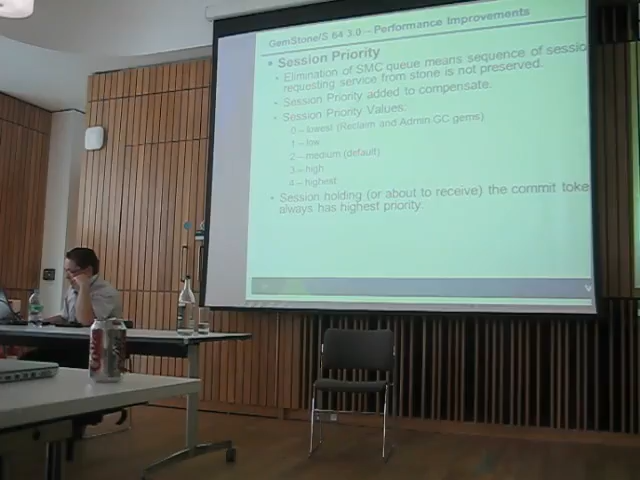 GemStone/S 64 3.0 – Performance Improvements
Session Priority
Elimination of SMC queue means sequence of sessio
requesting service from stone is not preserved.
Session Priority added to compensate.
Session Priority Values:
0 – lowest (Reclaim and Admin GC gems)
1 – low
2 – medium (default)
3 – high
4 – highest
Session holding (or about to receive) the commit toke
always has highest priority.